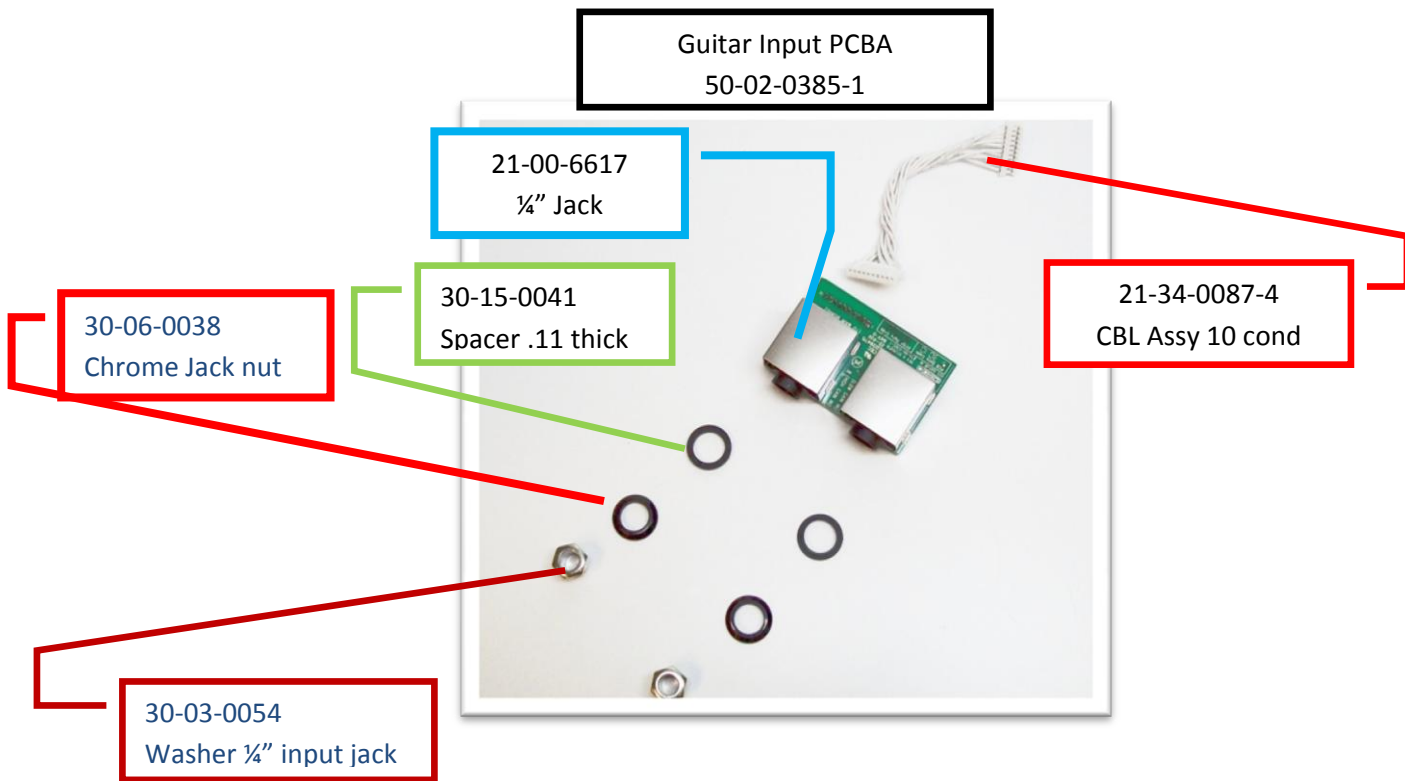 Guitar Input PCBA
50-02-0385-1
21-00-6617
¼” Jack
30-15-0041
Spacer .11 thick
21-34-0087-4
CBL Assy 10 cond
30-06-0038
Chrome Jack nut
30-03-0054
Washer ¼” input jack